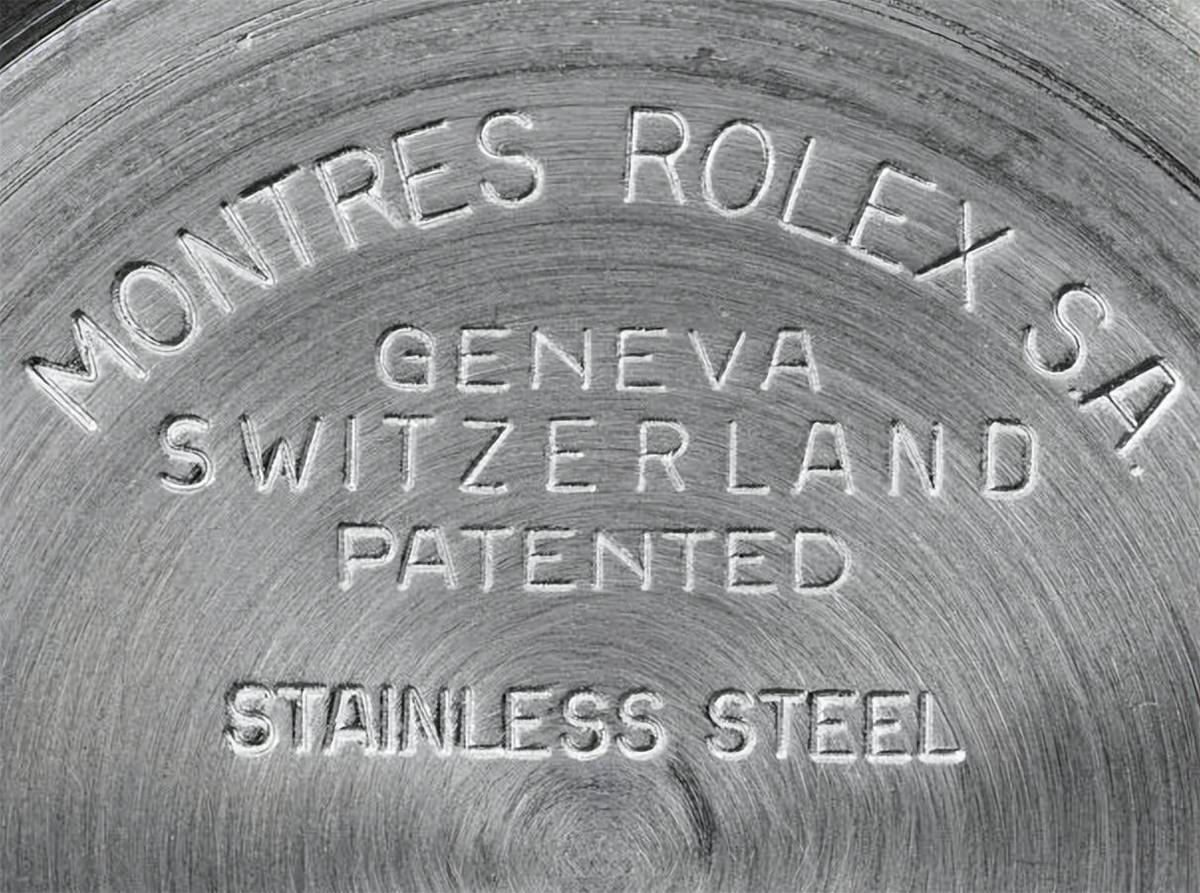 MONTRES ROLEX S.A.
GENEVA
SWITZERLAND
PATENTED
STAINLESS STEEL